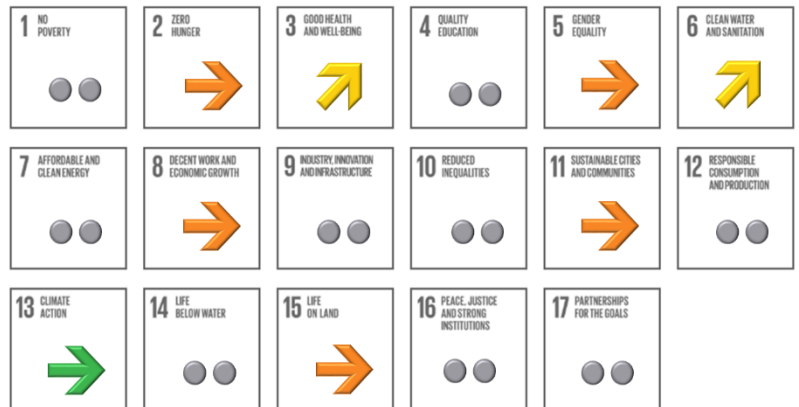 1 NO
POVERTY
2 ZERO
HUNGER
3 GOOD HEALTH
AND WELL-BEING
4 QUALITY
EDUCATION
5 GENDER
EQUALITY
6 CLEAN WATER
AND SANITATION
7 AFFORDABLE AND
CLEAN ENERGY
8 DECENT WORK AND
ECONOMIC GROWTH
9 INDUSTRY, INNOVATION
AND INFRASTRUCTURE
10 REDUCED
INEQUALITIES
11 SUSTAINABLE CITIES
AND COMMUNITIES
12 RESPONSIBLE
CONSUMPTION
AND PRODUCTION
13 CLIMATE
ACTION
14 LIFE
BELOW WATER
15 LIFE
ON LAND
16 PEACE, JUSTICE
AND STRONG
INSTITUTIONS
17 PARTNERSHIPS
FOR THE GOALS